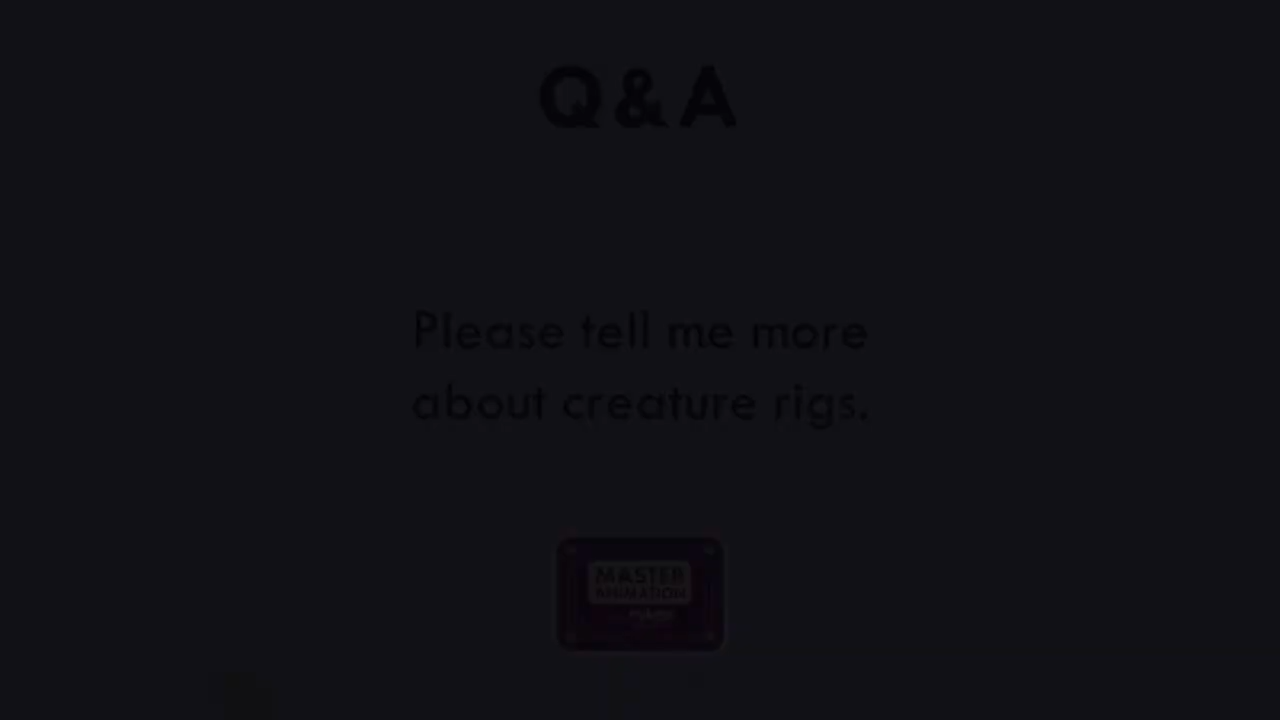 Q & A
Please tell me more
about creature rigs.
MASTER
ANIMATION